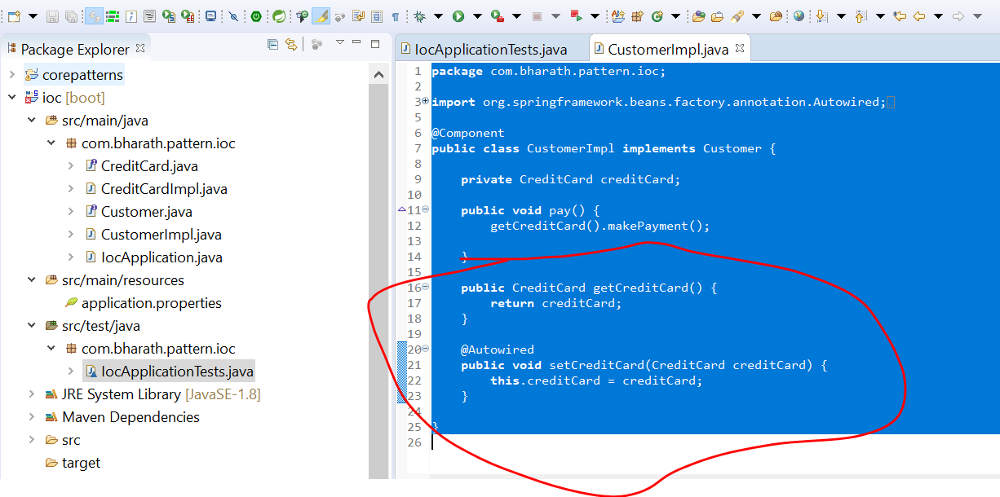 Package Explorer
corepatterns
ioc [boot]
src/main/java
com.bharath.pattern.ioc
CreditCard.java
CreditCardImpl.java
Customer.java
CustomerImpl.java
IocApplication.java
src/main/resources
application.properties
src/test/java
com.bharath.pattern.ioc
IocApplicationTests.java
JRE System Library [JavaSE-1.8]
Maven Dependencies
src
target
IocApplicationTests.java
CustomerImpl.java
1 package com.bharath.pattern.ioc;
2
3 import org.springframework.beans.factory.annotation.Autowired;
5
6 @Component
7 public class CustomerImpl implements Customer {
8
9 private CreditCard creditCard;
10
11 public void pay() {
12 getCreditCard().makePayment();
13
14 }
15
16 public CreditCard getCreditCard() {
17 return creditCard;
18 }
19
20 @Autowired
21 public void setCreditCard(CreditCard creditCard) {
22 this.creditCard = creditCard;
23 }
24
25 }
26